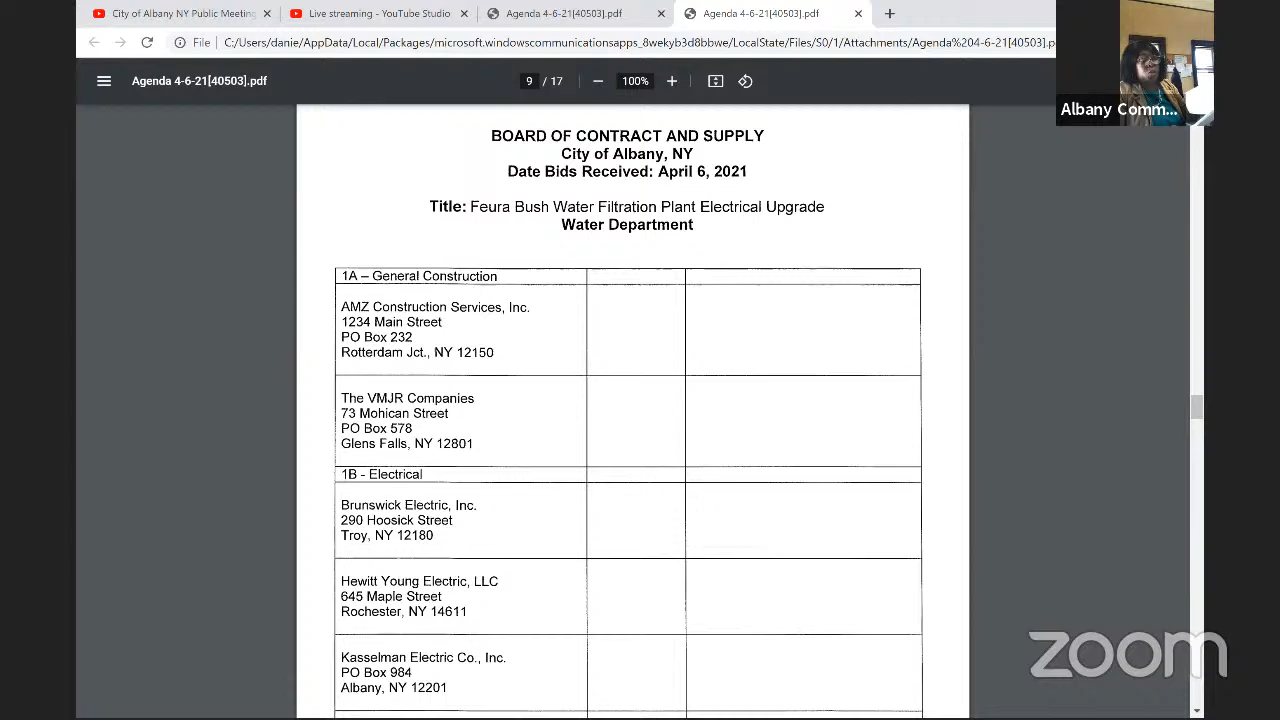 City of Albany NY Public Meeting
Live streaming - YouTube Studio
Agenda 4-6-21[40503].pdf
Agenda 4-6-21[40503].pdf
File
C:/Users/danie/AppData/Local/Packages/microsoft.windowscommunicationsapps_8wekyb3d8bbwe/LocalState/Files/S0/1/Attachments/Agenda%204-6-21[40503].p
Albany Comm...
Agenda 4-6-21[40503].pdf
9 / 17
100%
BOARD OF CONTRACT AND SUPPLY
City of Albany, NY
Date Bids Received: April 6, 2021
Title: Feura Bush Water Filtration Plant Electrical Upgrade
Water Department
1A – General Construction
AMZ Construction Services, Inc.
1234 Main Street
PO Box 232
Rotterdam Jct., NY 12150
The VMJR Companies
73 Mohican Street
PO Box 578
Glens Falls, NY 12801
1B - Electrical
Brunswick Electric, Inc.
290 Hoosick Street
Troy, NY 12180
Hewitt Young Electric, LLC
645 Maple Street
Rochester, NY 14611
Kasselman Electric Co., Inc.
PO Box 984
Albany, NY 12201
zoom